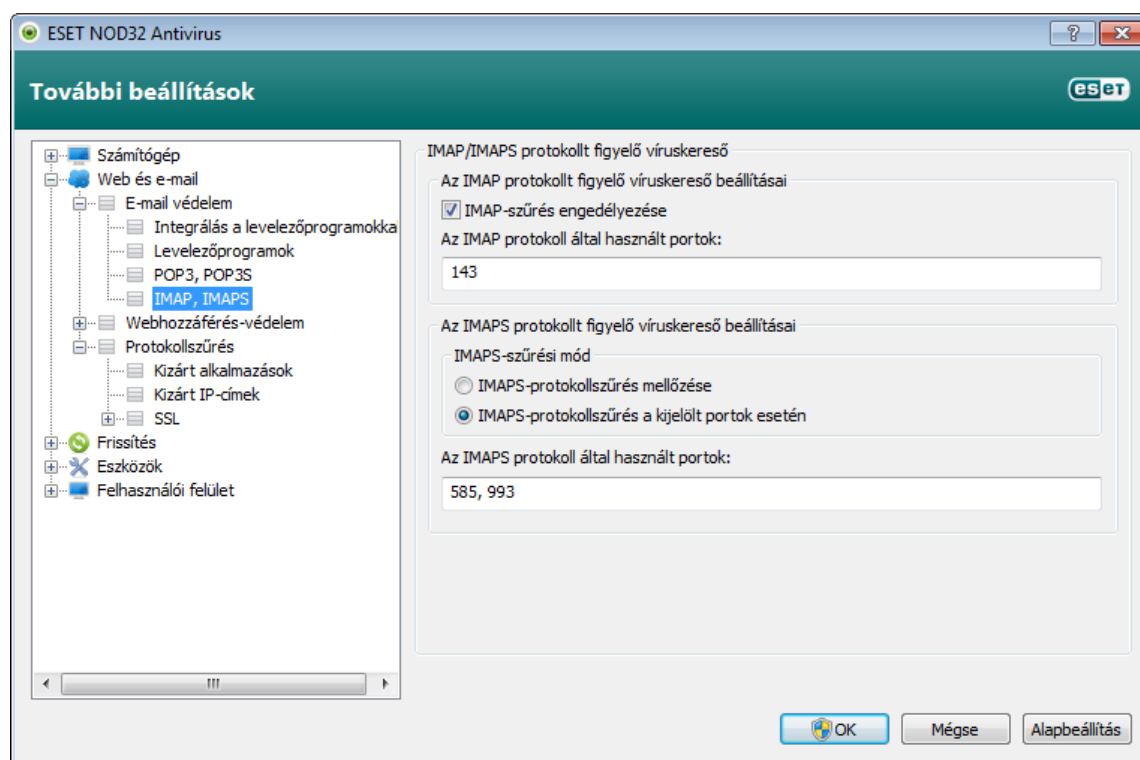 ESET NOD32 Antivirus
További beállítások
eset
Számítógép
Web és e-mail
E-mail védelem
Integrálás a levelezőprogramokka
Levelezőprogramok
POP3, POP3S
IMAP, IMAPS
Webhozzáférés-védelem
Protokollszűrés
Kizárt alkalmazások
Kizárt IP-címek
SSL
Frissítés
Eszközök
Felhasználói felület
IMAP/IMAPS protokollt figyelő víruskereső
Az IMAP protokollt figyelő víruskereső beállításai
IMAP-szűrés engedélyezése
Az IMAP protokoll által használt portok:
143
Az IMAPS protokollt figyelő víruskereső beállításai
IMAPS-szűrési mód
IMAPS-protokollszűrés mellőzése
IMAPS-protokollszűrés a kijelölt portok esetén
Az IMAPS protokoll által használt portok:
585, 993
OK
Mégse
Alapbeállítás